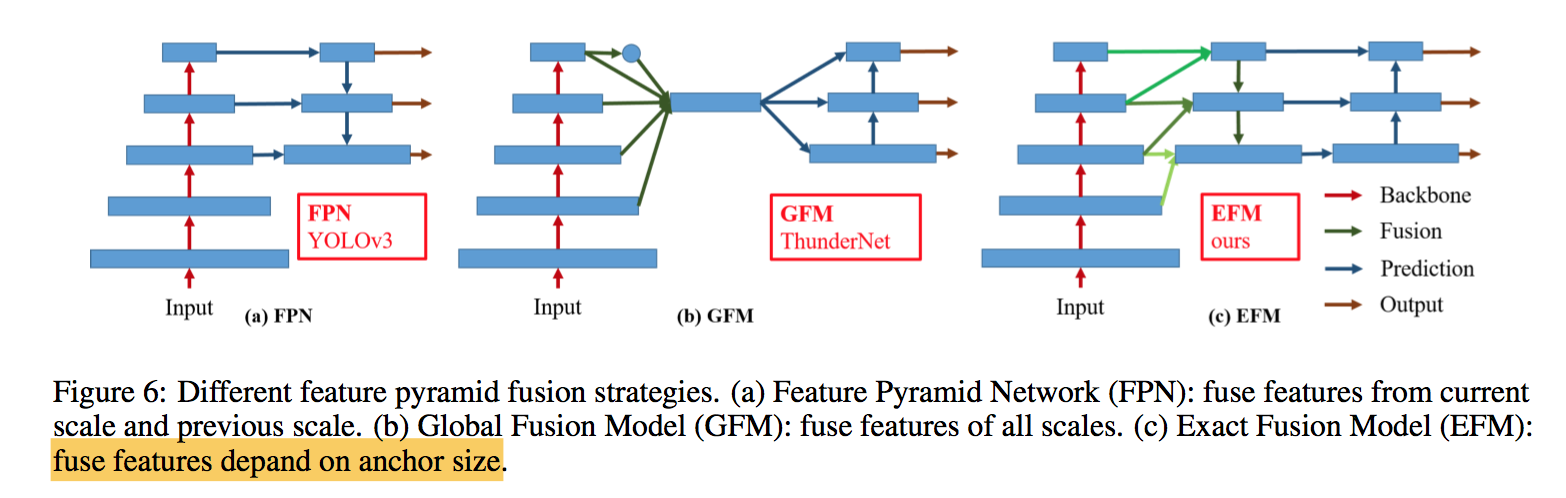 FPN
YOLOv3
Input
(a) FPN
GFM
ThunderNet
Input
(b) GFM
EFM
ours
Input
(c) EFM
Backbone
Fusion
Prediction
Output
Figure 6: Different feature pyramid fusion strategies. (a) Feature Pyramid Network (FPN): fuse features from current
scale and previous scale. (b) Global Fusion Model (GFM): fuse features of all scales. (c) Exact Fusion Model (EFM):
fuse features depand on anchor size.